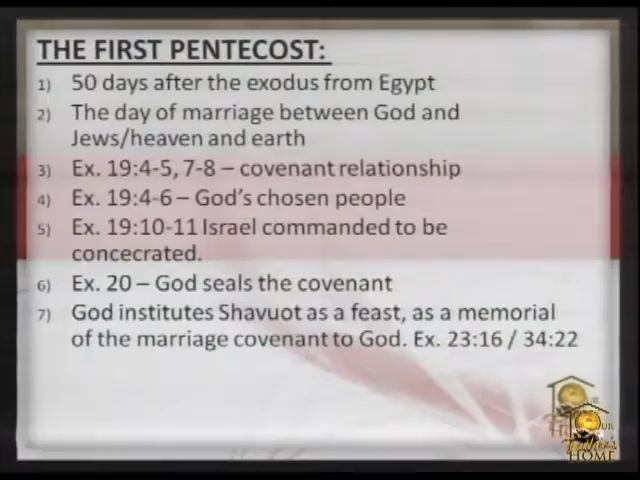 THE FIRST PENTECOST:
1) 50 days after the exodus from Egypt
2) The day of marriage between God and
Jews/heaven and earth
3) Ex. 19:4-5, 7-8 – covenant relationship
4) Ex. 19:4-6 – God's chosen people
5) Ex. 19:10-11 Israel commanded to be
concecrated.
6) Ex. 20 – God seals the covenant
7) God institutes Shavuot as a feast, as a memorial
of the marriage covenant to God. Ex. 23:16 / 34:22
OUR
Father's
HOME